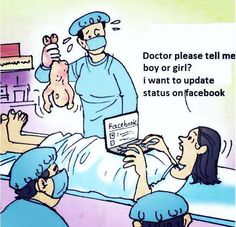 Doctor please tell me
boy or girl?
i want to update
status on facebook
Facebook